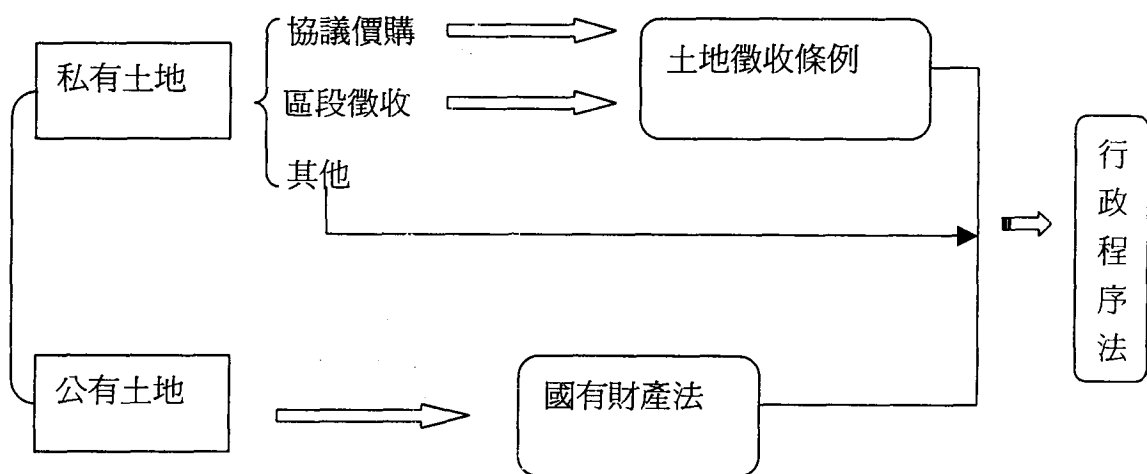 私有土地
協議價購
區段徵收
其他
土地徵收條例
行政程序法
公有土地
國有財產法